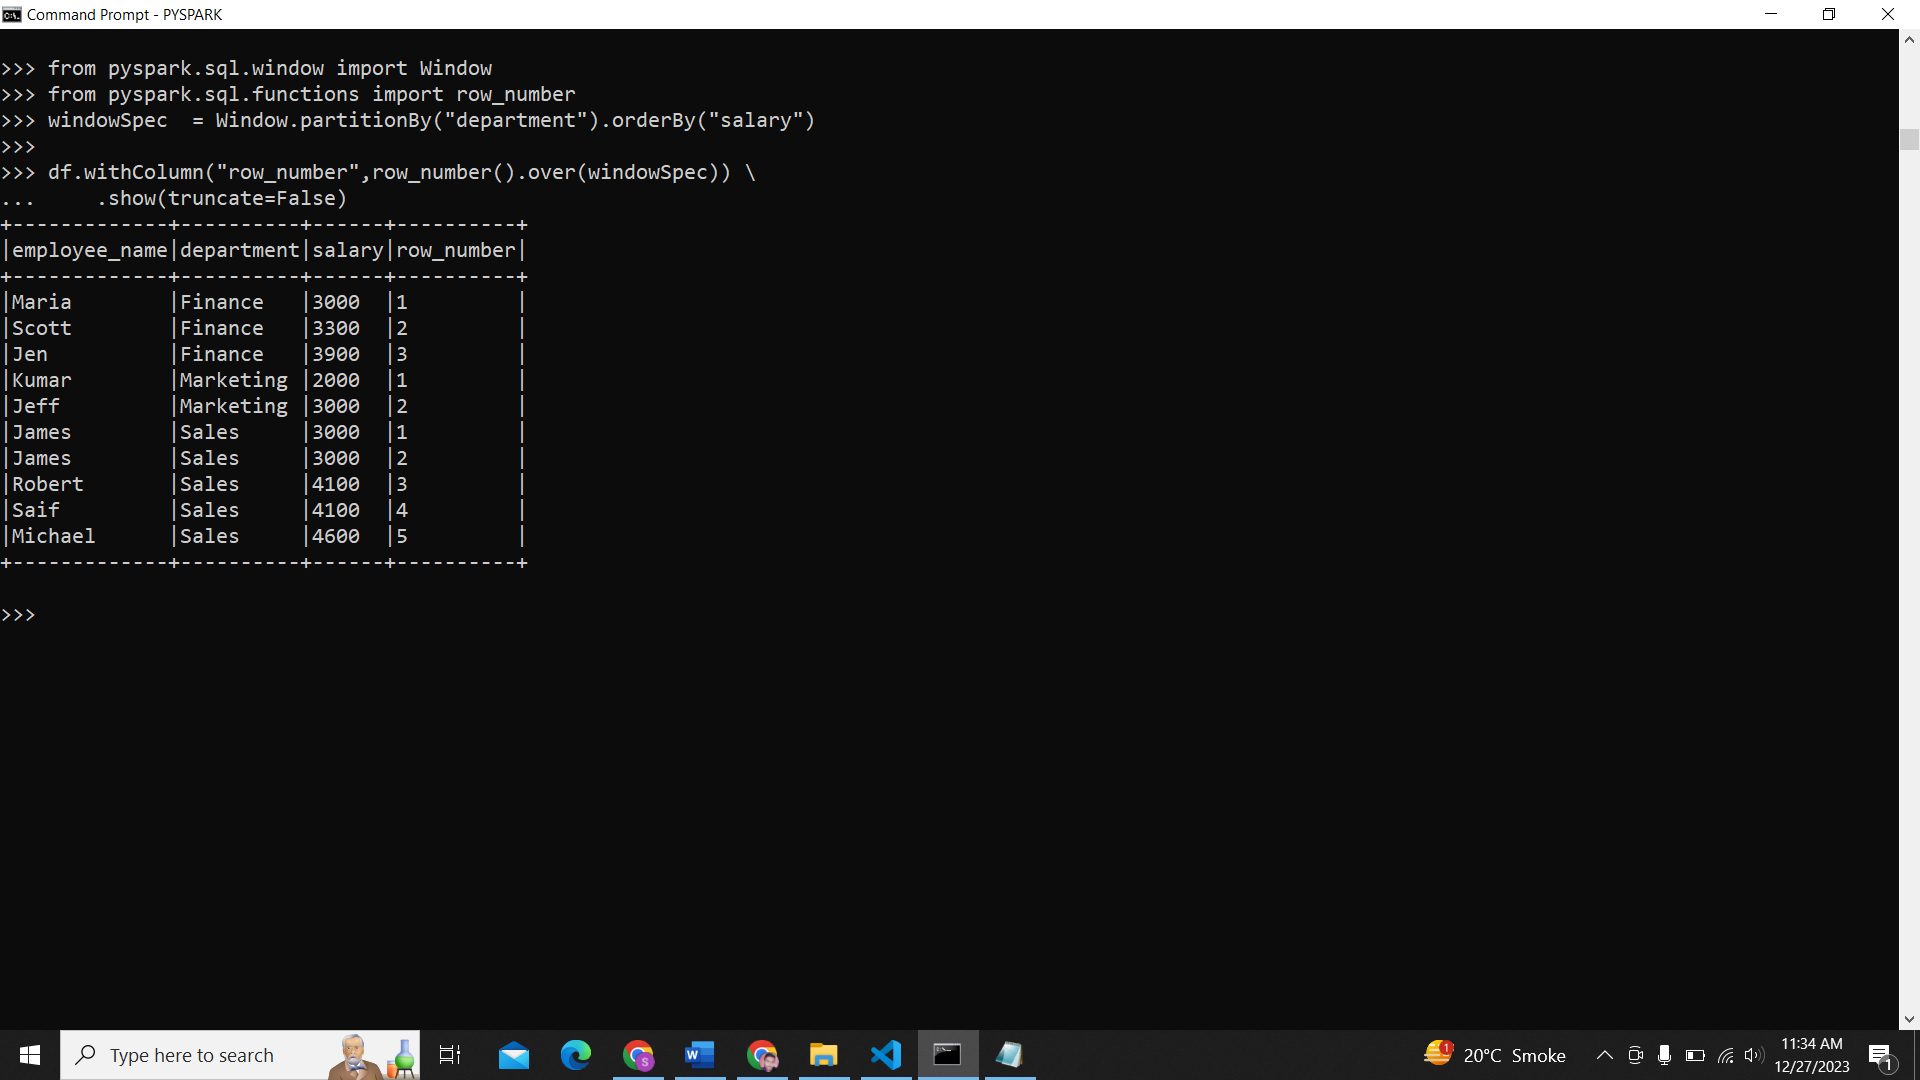 Command Prompt - PYSPARK
>>> from pyspark.sql.window import Window
>>> from pyspark.sql.functions import row_number
>>> windowSpec  = Window.partitionBy("department").orderBy("salary")
>>>
>>> df.withColumn("row_number",row_number().over(windowSpec)) \
...     .show(truncate=False)
+-------------+----------+------+----------+
|employee_name|department|salary|row_number|
+-------------+----------+------+----------+
|Maria        |Finance   |3000  |1         |
|Scott        |Finance   |3300  |2         |
|Jen          |Finance   |3900  |3         |
|Kumar        |Marketing |2000  |1         |
|Jeff         |Marketing |3000  |2         |
|James        |Sales     |3000  |1         |
|James        |Sales     |3000  |2         |
|Robert       |Sales     |4100  |3         |
|Saif         |Sales     |4100  |4         |
|Michael      |Sales     |4600  |5         |
+-------------+----------+------+----------+
>>>
Type here to search
S
W
1
20°C Smoke
11:34 AM
12/27/2023
1